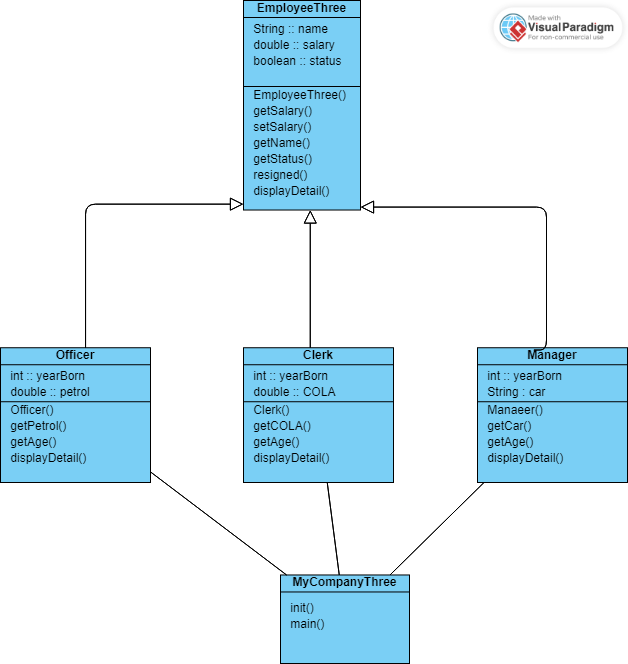 EmployeeThree
String :: name
double :: salary
boolean :: status
EmployeeThree()
getSalary()
setSalary()
getName()
getStatus()
resigned()
displayDetail()
Made with
VisualParadigm
For non-commercial use
Officer
int :: yearBorn
double :: petrol
Officer()
getPetrol()
getAge()
displayDetail()
Clerk
int :: yearBorn
double :: COLA
Clerk()
getCOLA()
getAge()
displayDetail()
Manager
int :: yearBorn
String : car
Manaeer()
getCar()
getAge()
displayDetail()
MyCompanyThree
init()
main()